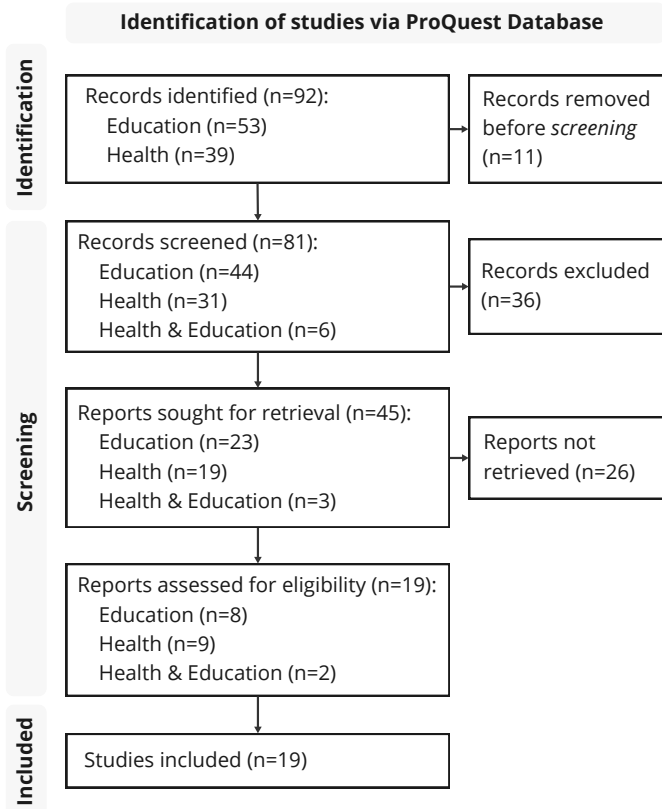 Identification of studies via ProQuest Database
Identification
Records identified (n=92):
Education (n=53)
Health (n=39)
Records removed
before screening
(n=11)
Screening
Records screened (n=81):
Education (n=44)
Health (n=31)
Health & Education (n=6)
Records excluded
(n=36)
Reports sought for retrieval (n=45):
Education (n=23)
Health (n=19)
Health & Education (n=3)
Reports not
retrieved (n=26)
Reports assessed for eligibility (n=19):
Education (n=8)
Health (n=9)
Health & Education (n=2)
Included
Studies included (n=19)